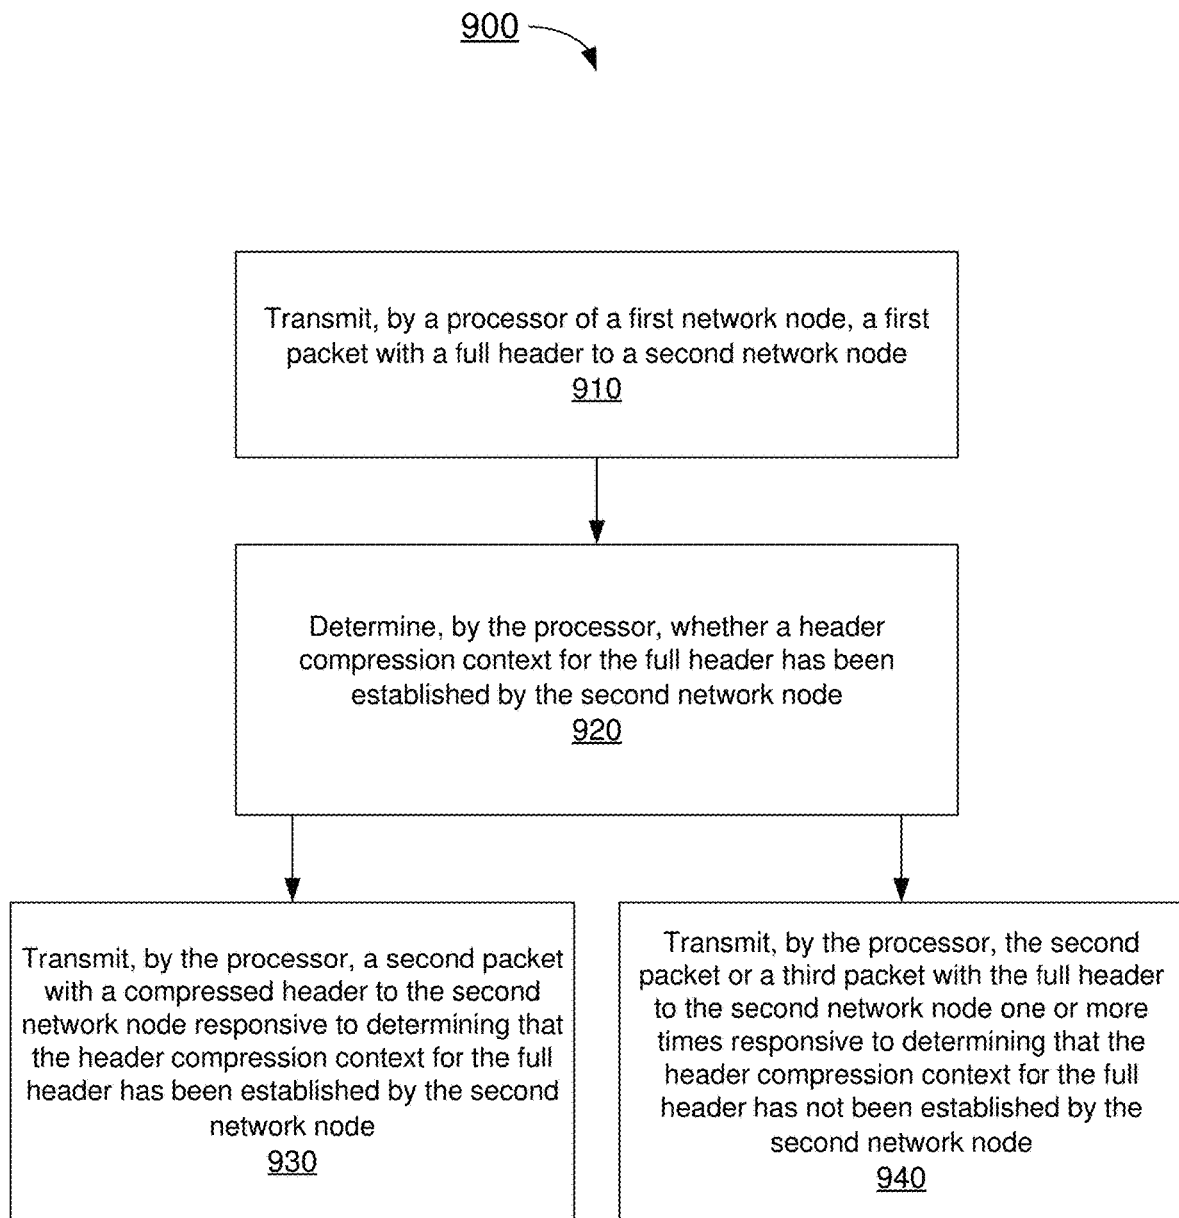 900
Transmit, by a processor of a first network node, a first
packet with a full header to a second network node
910
Determine, by the processor, whether a header
compression context for the full header has been
established by the second network node
920
Transmit, by the processor, a second packet
with a compressed header to the second
network node responsive to determining that
the header compression context for the full
header has been established by the second
network node
930
Transmit, by the processor, the second
packet or a third packet with the full header
to the second network node one or more
times responsive to determining that the
header compression context for the full
header has not been established by the
second network node
940